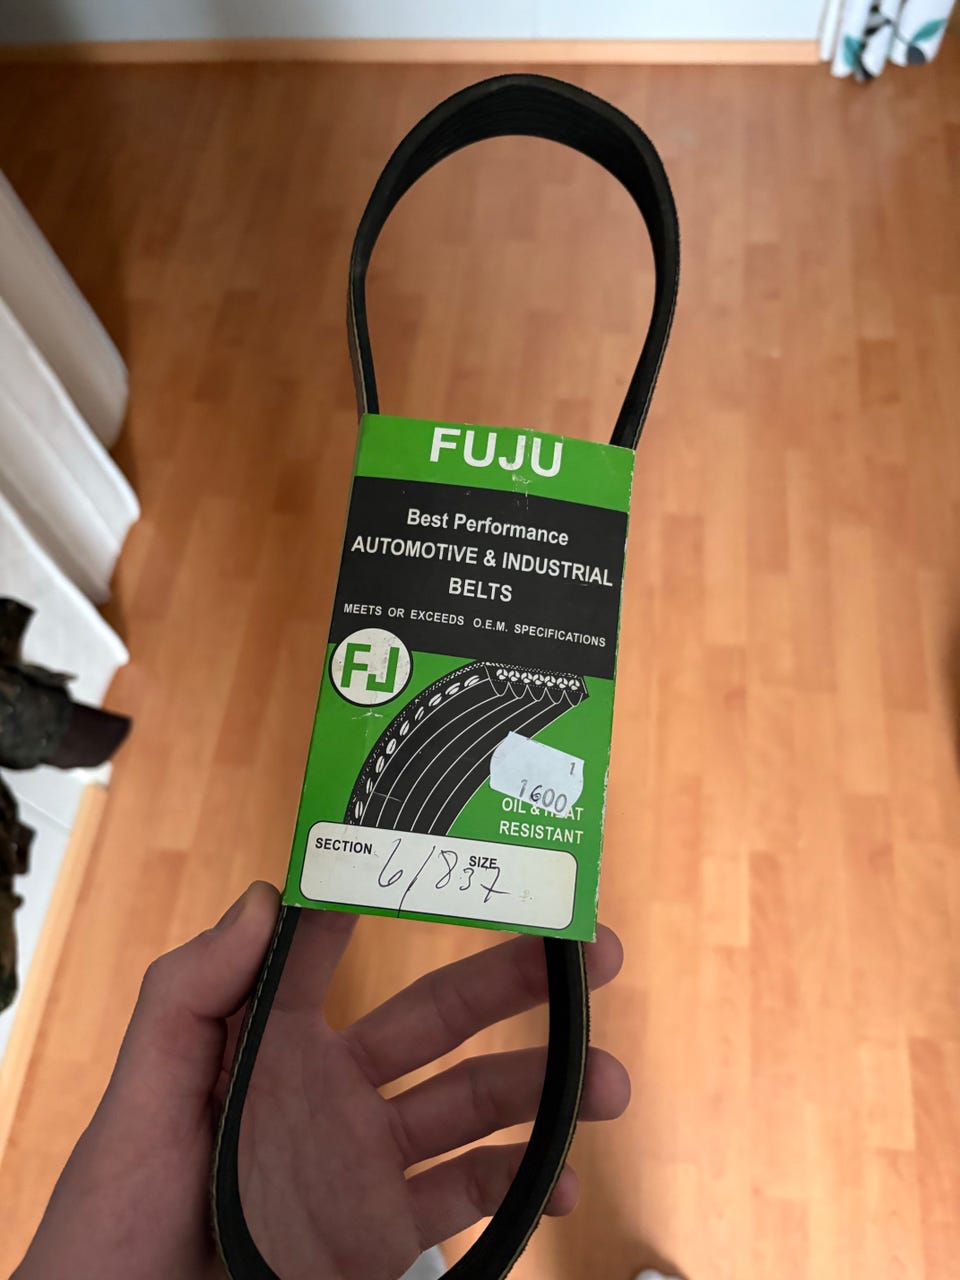 FUJU
Best Performance
AUTOMOTIVE & INDUSTRIAL
BELTS
MEETS OR EXCEEDS O.E.M. SPECIFICATIONS
FJ
1
1600
OIL & HEAT
RESISTANT
SECTION SIZE
6/837